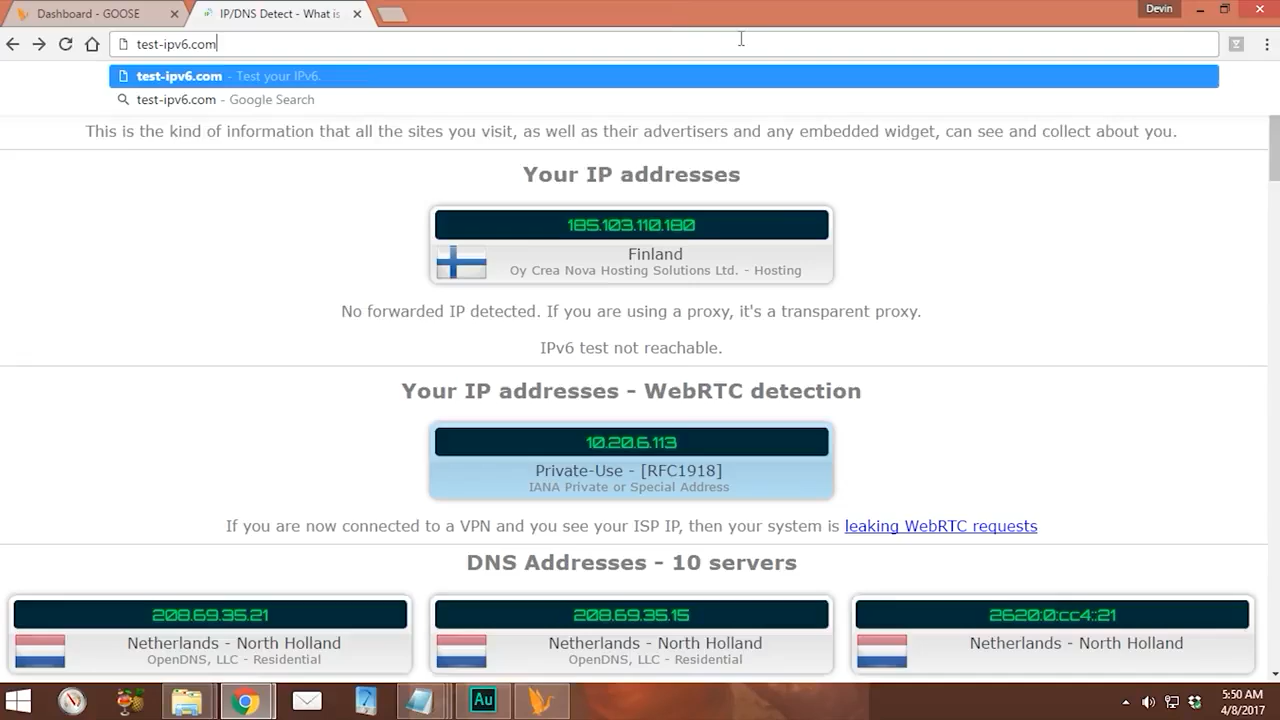 Dashboard - GOOSE
IP/DNS Detect - What is
Devin
test-ipv6.com
test-ipv6.com - Test your IPv6.
test-ipv6.com - Google Search
This is the kind of information that all the sites you visit, as well as their advertisers and any embedded widget, can see and collect about you.
Your IP addresses
185.103.110.180
Finland
Oy Crea Nova Hosting Solutions Ltd. - Hosting
No forwarded IP detected. If you are using a proxy, it's a transparent proxy.
IPv6 test not reachable.
Your IP addresses - WebRTC detection
10.20.6.113
Private-Use - [RFC1918]
IANA Private or Special Address
If you are now connected to a VPN and you see your ISP IP, then your system is leaking WebRTC requests
DNS Addresses - 10 servers
208.69.35.21
Netherlands - North Holland
OpenDNS, LLC - Residential
208.69.35.15
Netherlands - North Holland
OpenDNS, LLC - Residential
2620:0:cc4::21
Netherlands - North Holland
Au
5:50 AM
4/8/2017